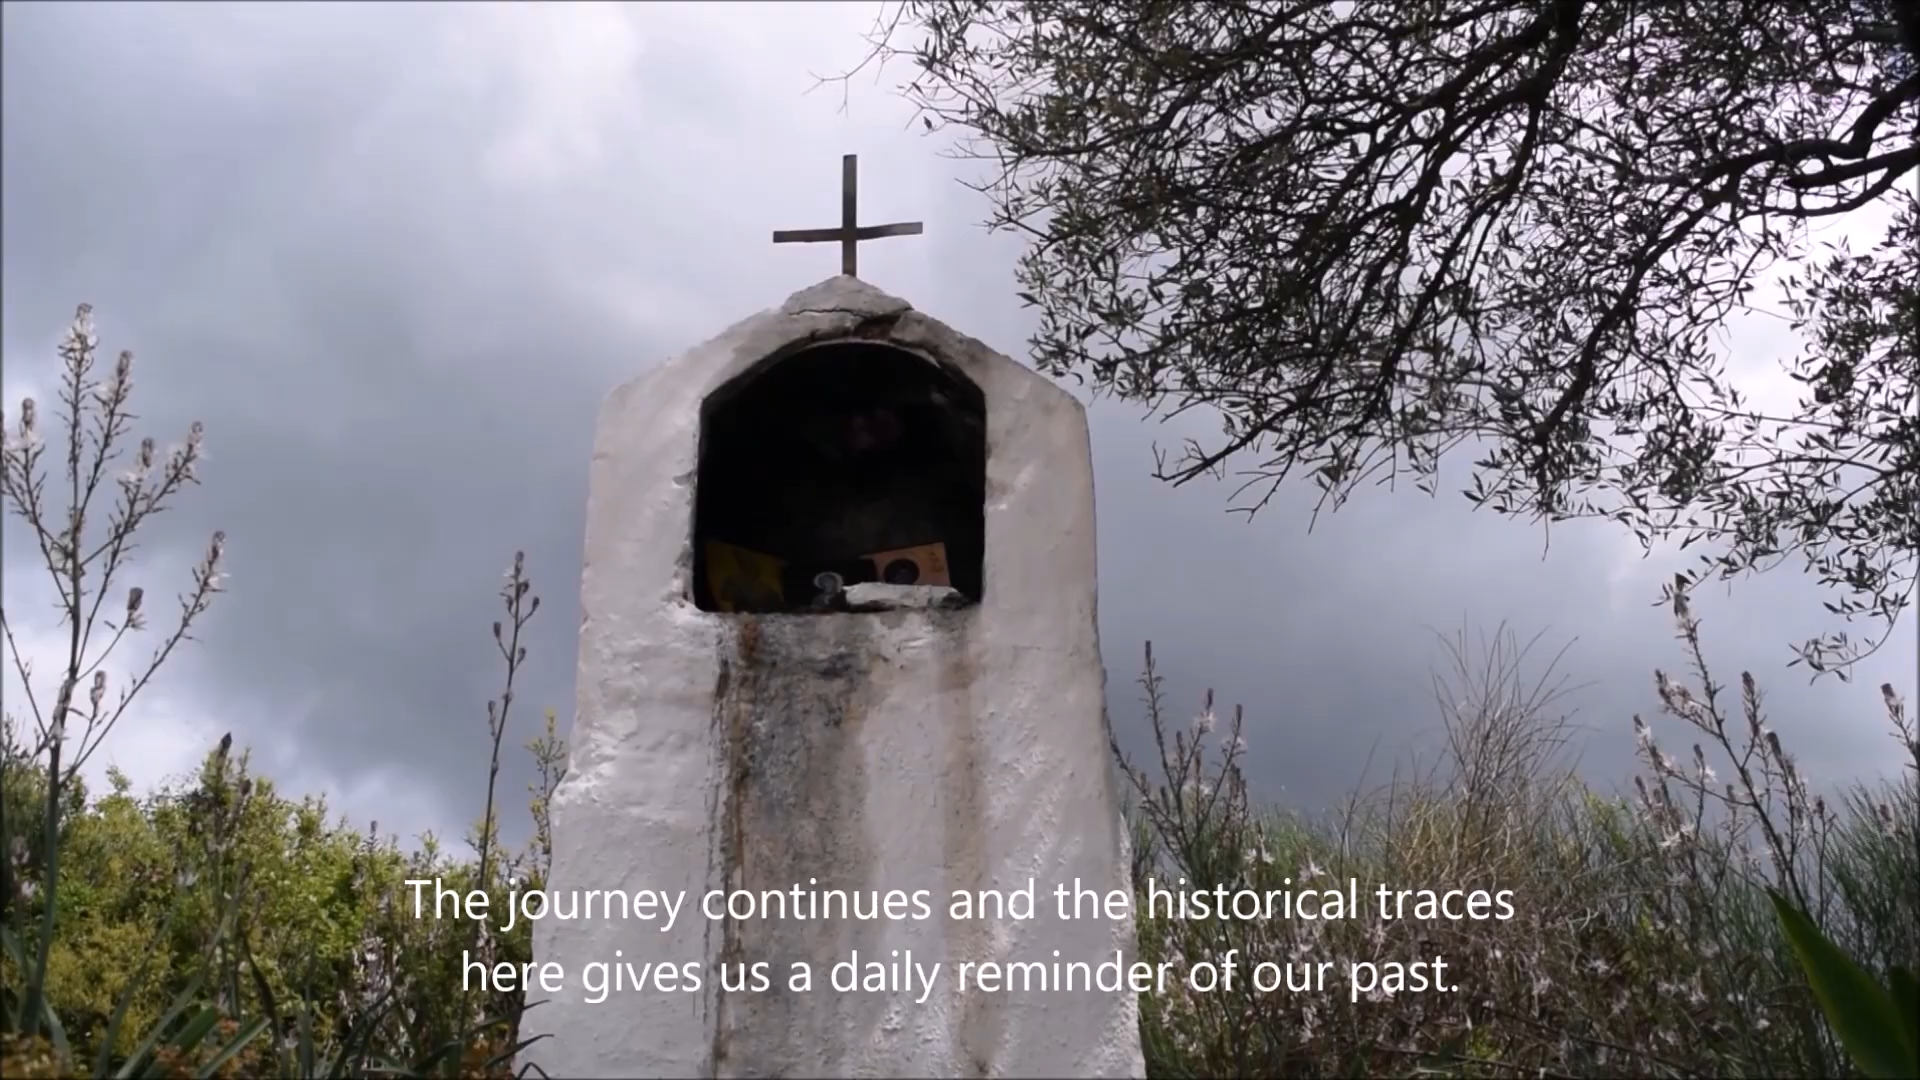 The journey continues and the historical traces
here gives us a daily reminder of our past.